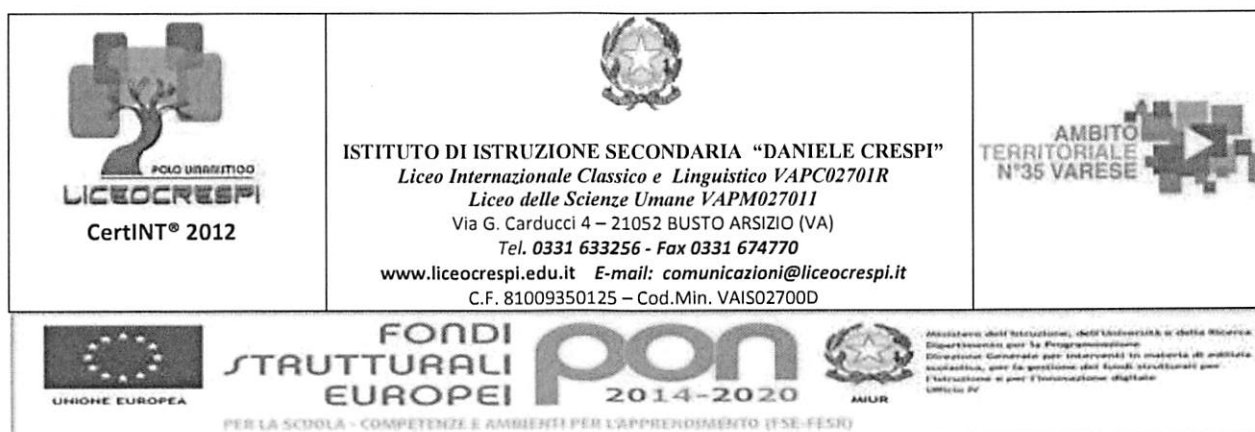 POLO UMANISTICO
LICEOCRESPI
CertINT® 2012
ISTITUTO DI ISTRUZIONE SECONDARIA “DANIELE CRESPI”
Liceo Internazionale Classico e Linguistico VAPC02701R
Liceo delle Scienze Umane VAPM027011
Via G. Carducci 4 – 21052 BUSTO ARSIZIO (VA)
Tel. 0331 633256 - Fax 0331 674770
www.liceocrespi.edu.it E-mail: comunicazioni@liceocrespi.it
C.F. 81009350125 – Cod.Min. VAIS02700D
AMBITO
TERRITORIALE
N°35 VARESE
UNIONE EUROPEA
FONDI
STRUTTURALI
EUROPEI
pon
2014-2020
MIUR
Ministero dell'Istruzione, dell'Università e della Ricerca
Dipartimento per la Programmazione
Direzione Generale per interventi in materia di edilizia
scolastica, per la gestione dei fondi strutturali per
l'istruzione e per l'innovazione digitale
Ufficio IV
PER LA SCUOLA - COMPETENZE E AMBIENTI PER L'APPRENDIMENTO (FSE-FESR)